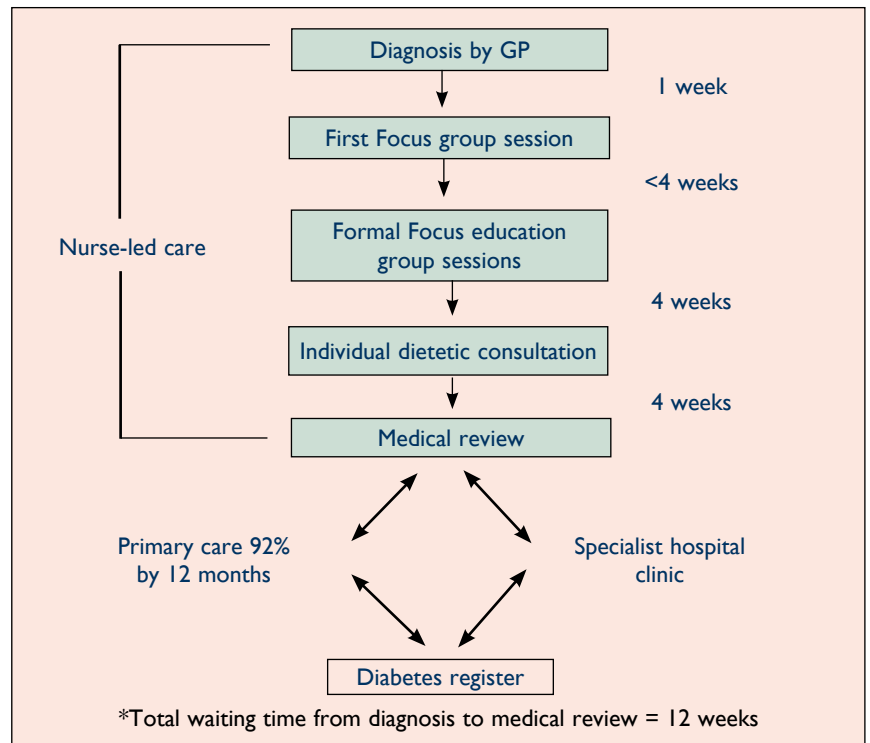 Diagnosis by GP
1 week
First Focus group session
<4 weeks
Formal Focus education
group sessions
Nurse-led care
4 weeks
Individual dietetic consultation
4 weeks
Medical review
Primary care 92%
by 12 months
Specialist hospital
clinic
Diabetes register
*Total waiting time from diagnosis to medical review = 12 weeks